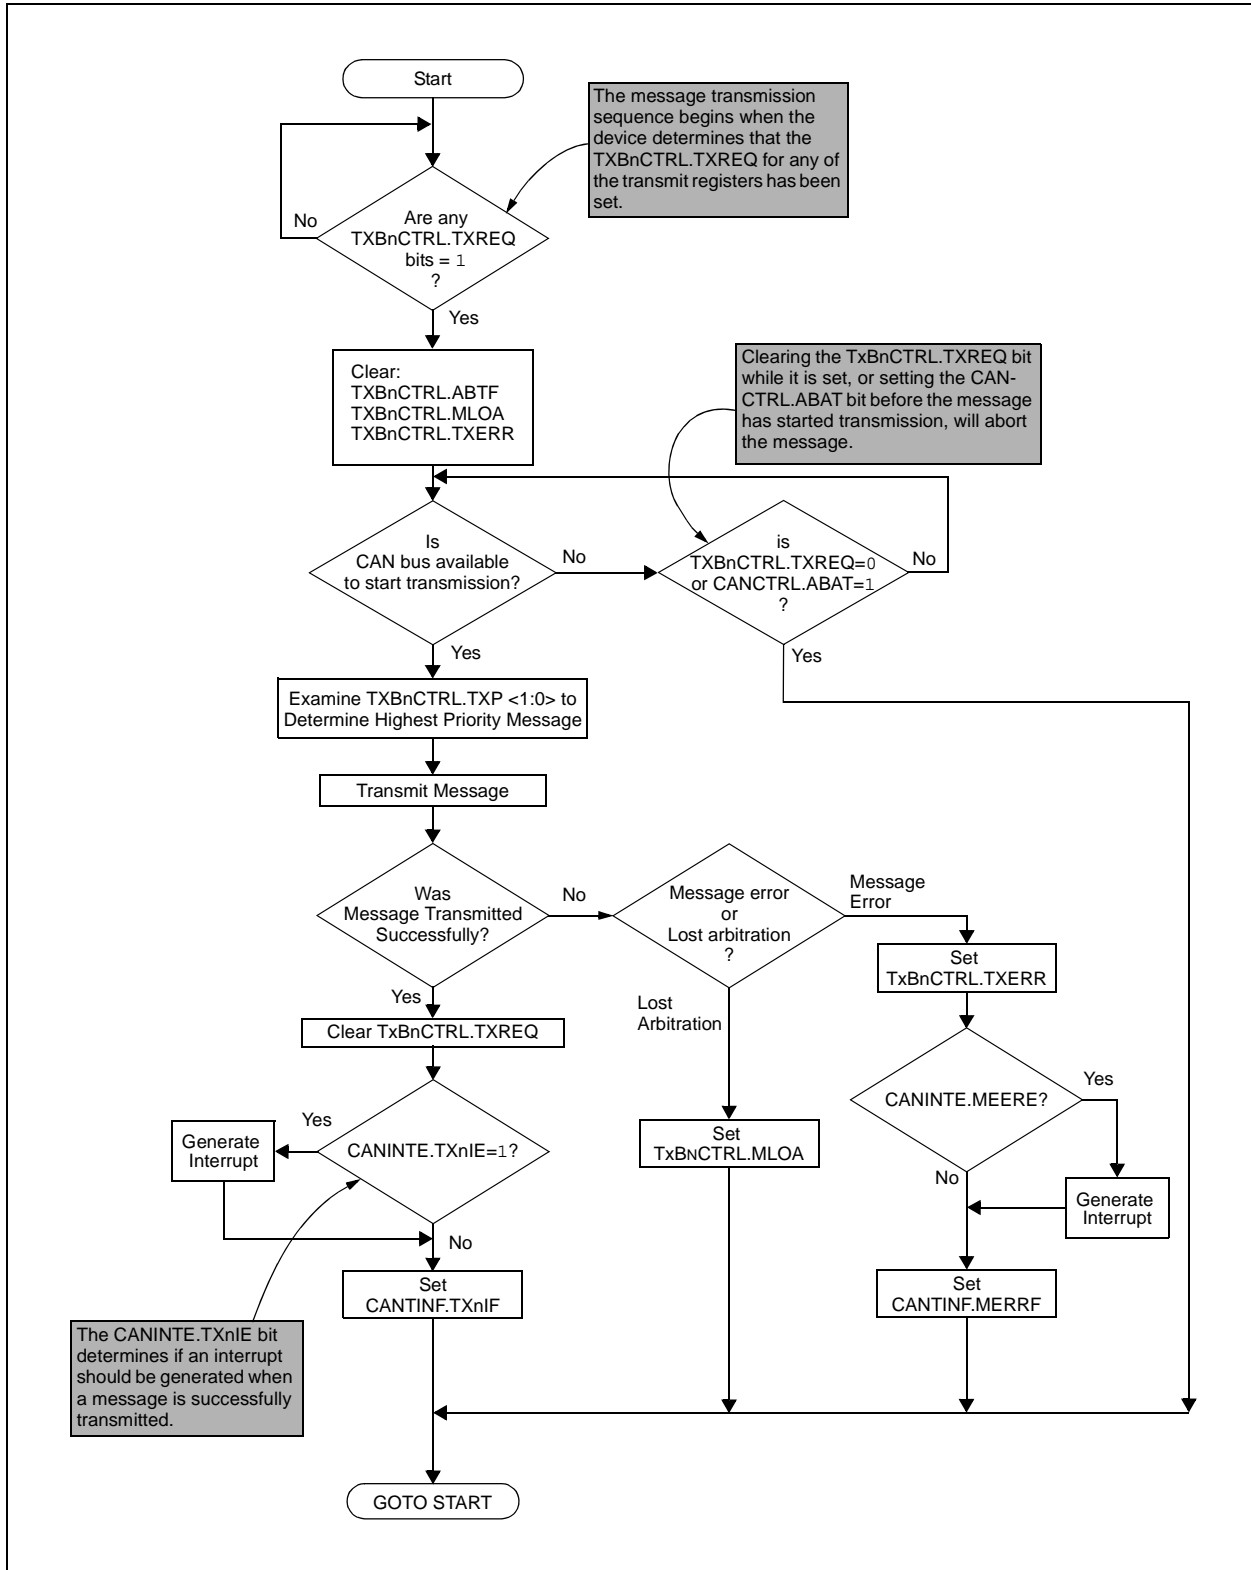 Start
The message transmission
sequence begins when the
device determines that the
TXBnCTRL.TXREQ for any of
the transmit registers has been
set.
No
Are any
TXBnCTRL.TXREQ
bits = 1
?
Yes
Clear:
TXBnCTRL.ABTF
TXBnCTRL.MLOA
TXBnCTRL.TXERR
Clearing the TxBnCTRL.TXREQ bit
while it is set, or setting the CAN-
CTRL.ABAT bit before the message
has started transmission, will abort
the message.
Is
CAN bus available
to start transmission?
No
is
TXBnCTRL.TXREQ=0
or CANCTRL.ABAT=1
?
No
Yes
Yes
Examine TXBnCTRL.TXP <1:0> to
Determine Highest Priority Message
Transmit Message
Was
Message Transmitted
Successfully?
No
Message error
or
Lost arbitration
?
Message
Error
Set
TxBnCTRL.TXERR
Yes
Lost
Arbitration
Clear TxBnCTRL.TXREQ
CANINTE.MEERE?
Yes
Yes
Generate
Interrupt
CANINTE.TXnIE=1?
Set
TxBNCTRL.MLOA
No
Generate
Interrupt
No
Set
CANTINF.TXnIF
Set
CANTINF.MERRF
The CANINTE.TXnIE bit
determines if an interrupt
should be generated when
a message is successfully
transmitted.
GOTO START